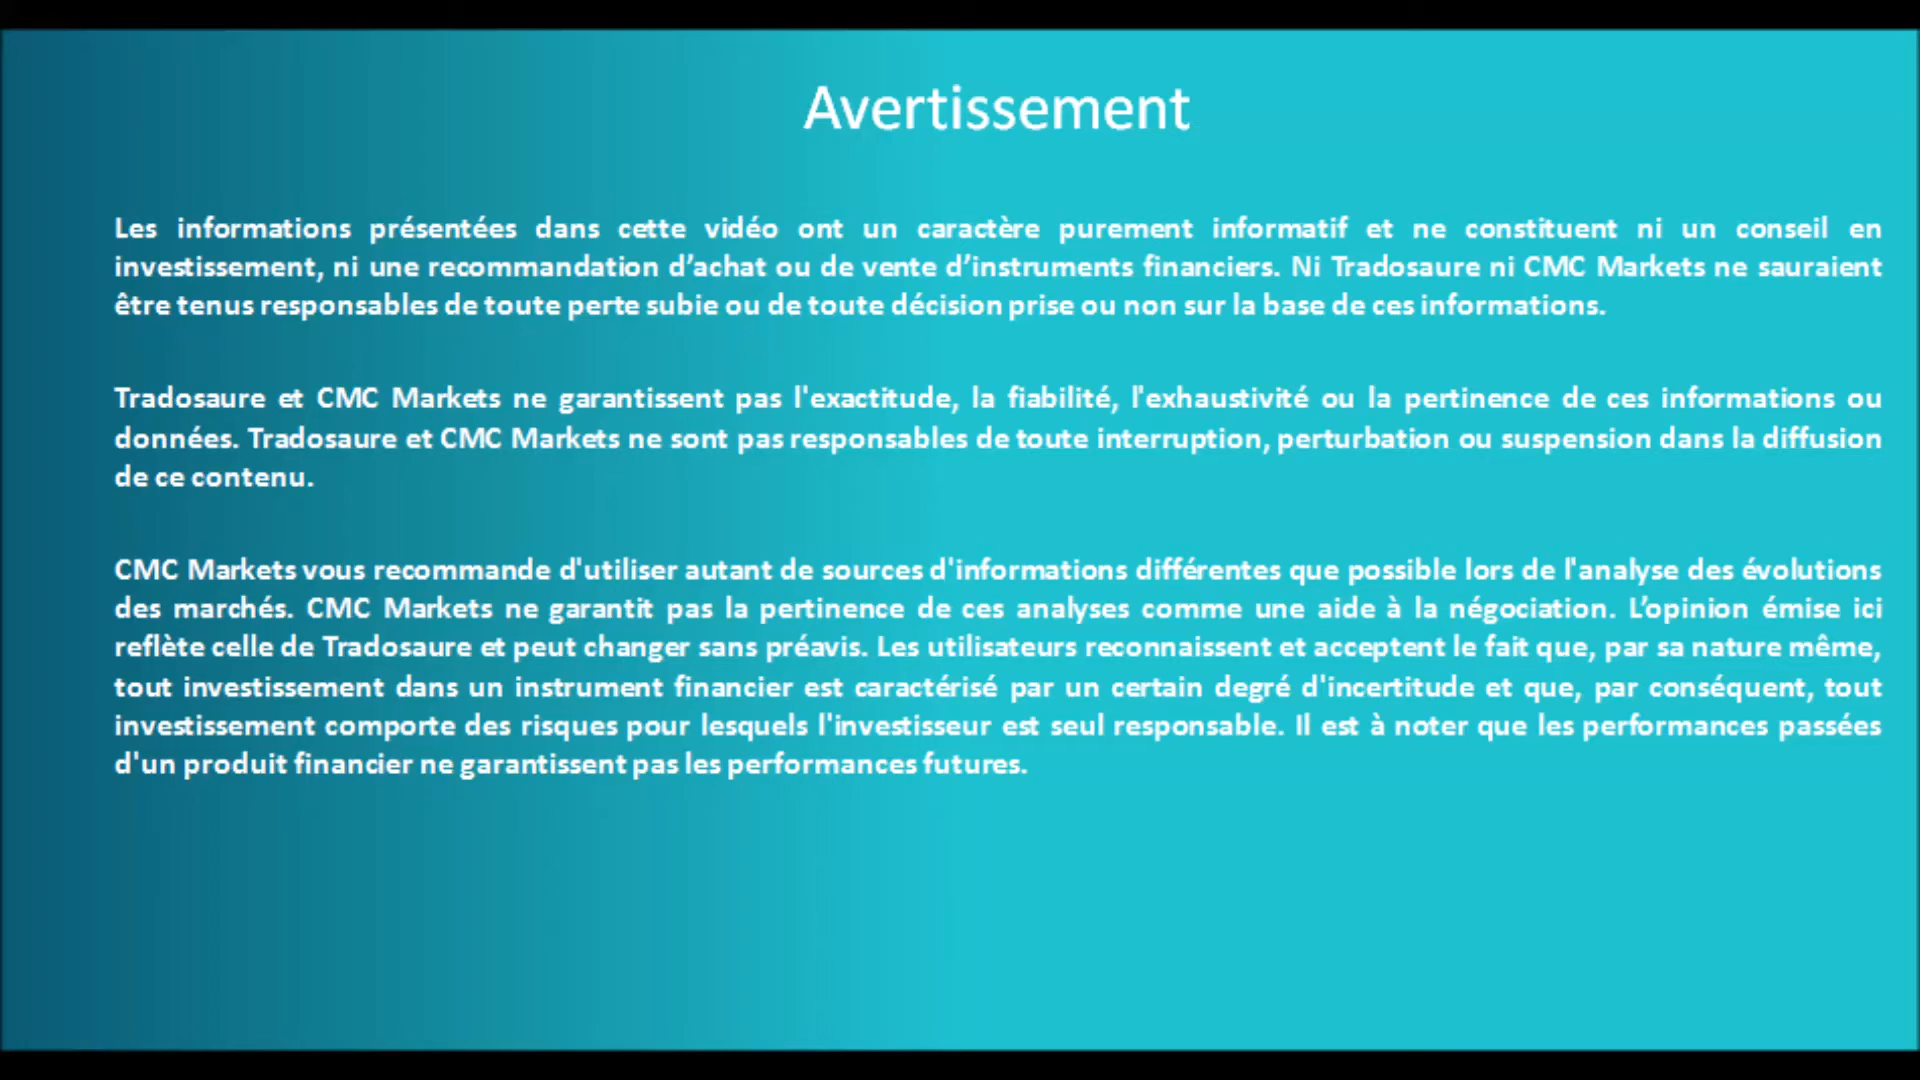 Avertissement
Les informations présentées dans cette vidéo ont un caractère purement informatif et ne constituent ni un conseil en
investissement, ni une recommandation d’achat ou de vente d’instruments financiers. Ni Tradosaure ni CMC Markets ne sauraient
être tenus responsables de toute perte subie ou de toute décision prise ou non sur la base de ces informations.
Tradosaure et CMC Markets ne garantissent pas l'exactitude, la fiabilité, l'exhaustivité ou la pertinence de ces informations ou
données. Tradosaure et CMC Markets ne sont pas responsables de toute interruption, perturbation ou suspension dans la diffusion
de ce contenu.
CMC Markets vous recommande d'utiliser autant de sources d'informations différentes que possible lors de l'analyse des évolutions
des marchés. CMC Markets ne garantit pas la pertinence de ces analyses comme une aide à la négociation. L’opinion émise ici
reflète celle de Tradosaure et peut changer sans préavis. Les utilisateurs reconnaissent et acceptent le fait que, par sa nature même,
tout investissement dans un instrument financier est caractérisé par un certain degré d'incertitude et que, par conséquent, tout
investissement comporte des risques pour lesquels l'investisseur est seul responsable. Il est à noter que les performances passées
d'un produit financier ne garantissent pas les performances futures.